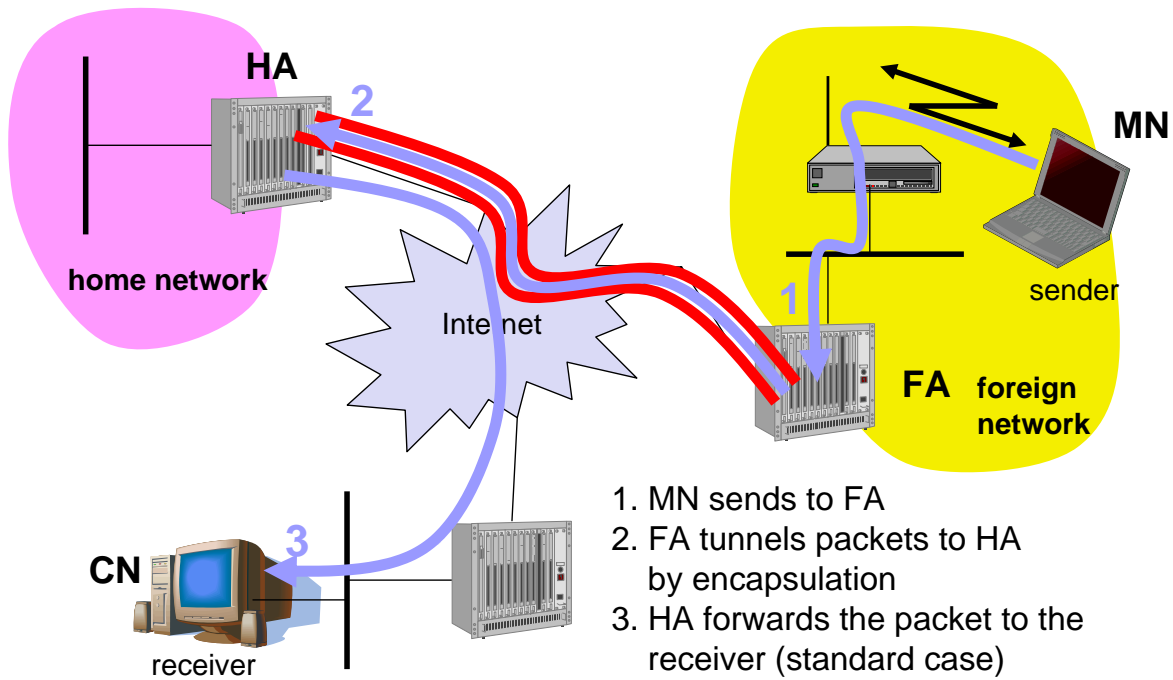 HA
2
MN
home network
sender
1
Internet
FA
foreign
network
3
CN
receiver
1. MN sends to FA
2. FA tunnels packets to HA
by encapsulation
3. HA forwards the packet to the
receiver (standard case)